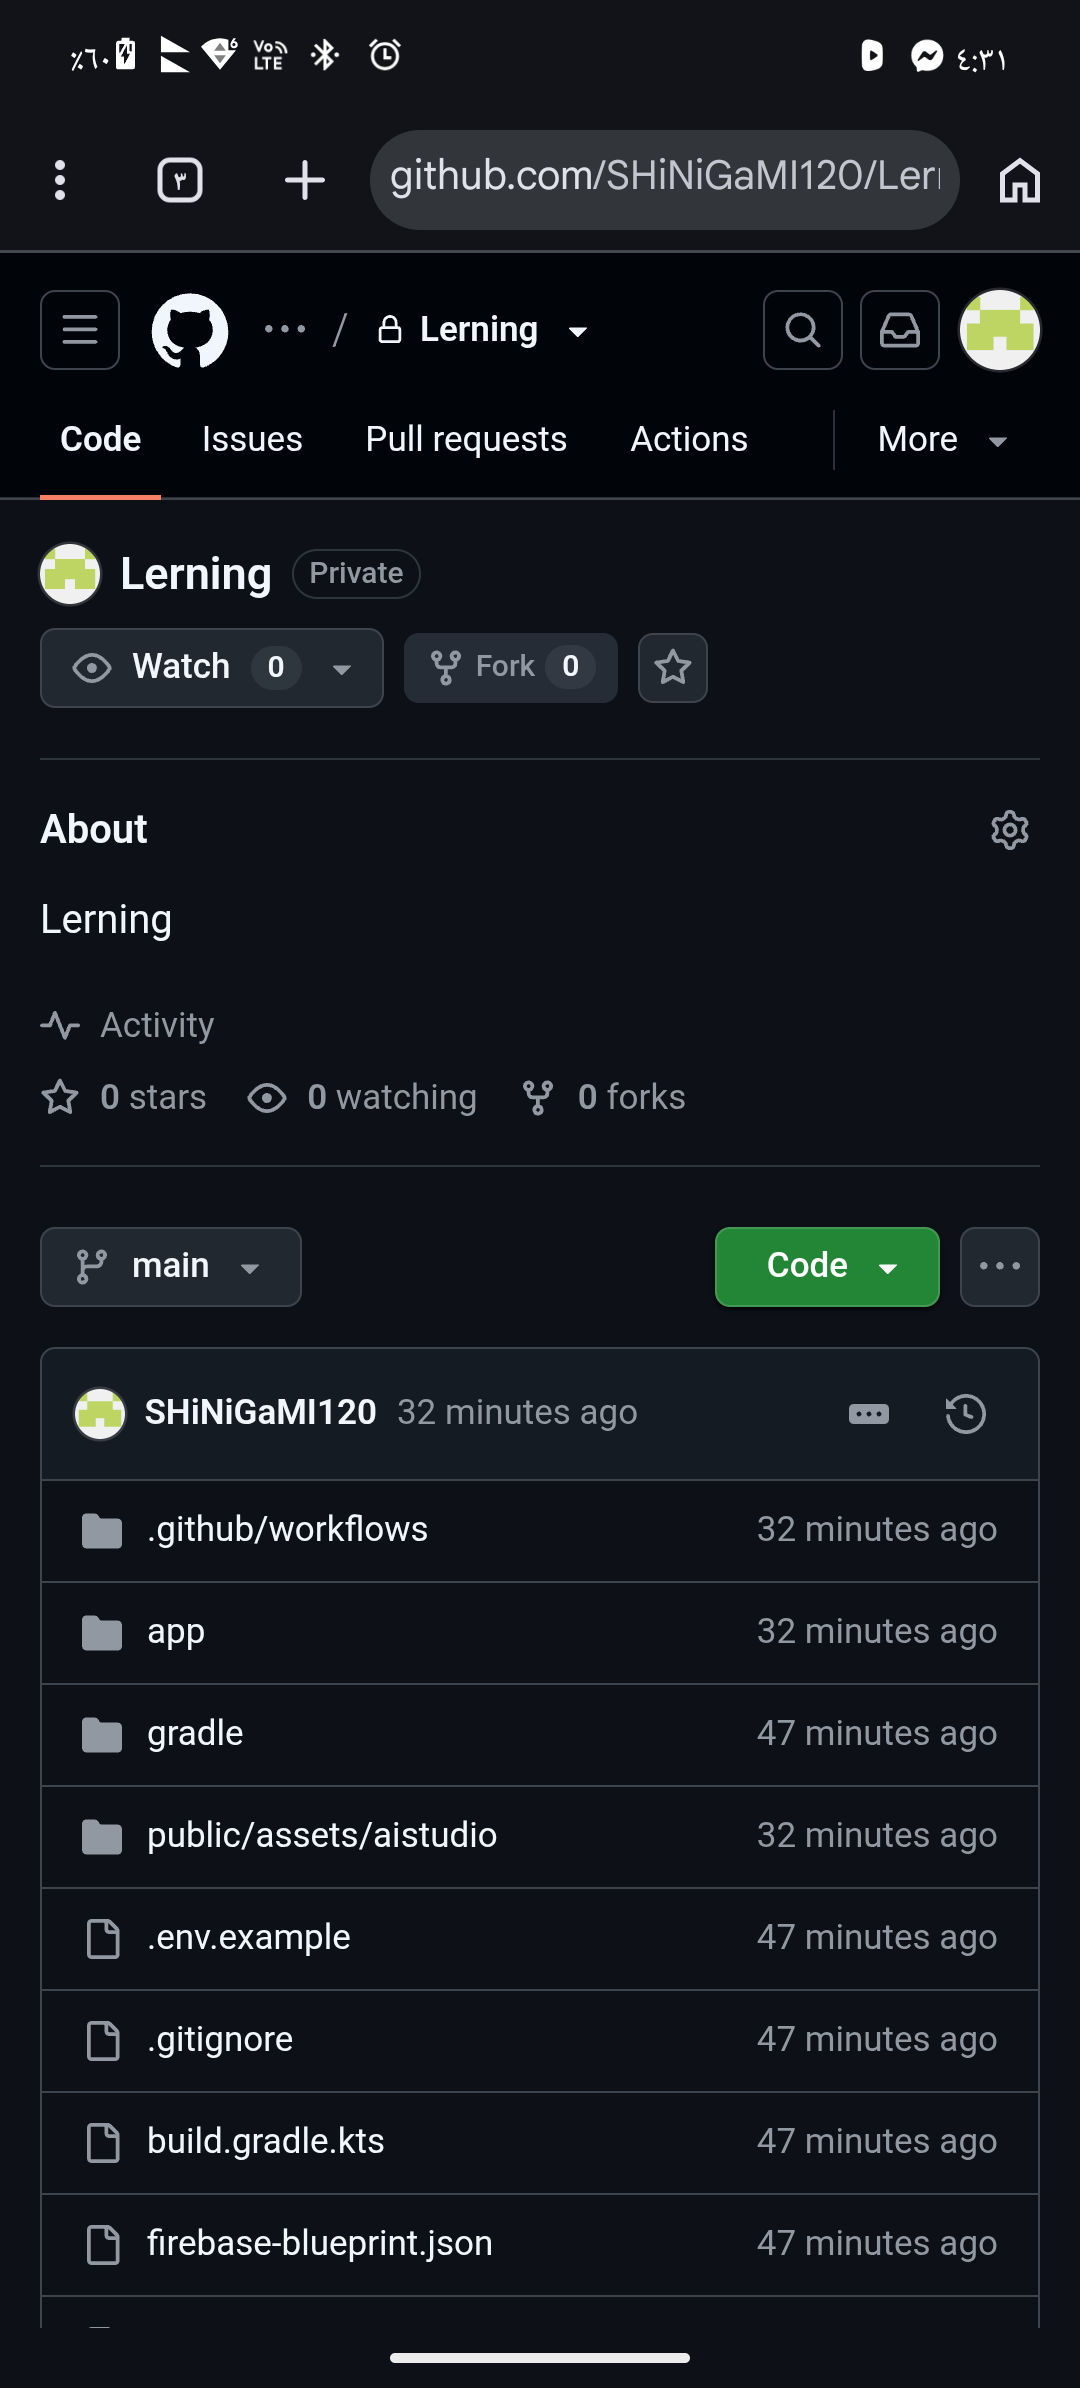 ٪٦٠ 6 Vo LTE ٤:٣١
٣ github.com/SHiNiGaMI120/Ler
/ Lerning
Code Issues Pull requests Actions More
Lerning Private
Watch 0 Fork 0
About
Lerning
Activity
0 stars 0 watching 0 forks
main Code
SHiNiGaMI120 32 minutes ago
.github/workflows 32 minutes ago
app 32 minutes ago
gradle 47 minutes ago
public/assets/aistudio 32 minutes ago
.env.example 47 minutes ago
.gitignore 47 minutes ago
build.gradle.kts 47 minutes ago
firebase-blueprint.json 47 minutes ago